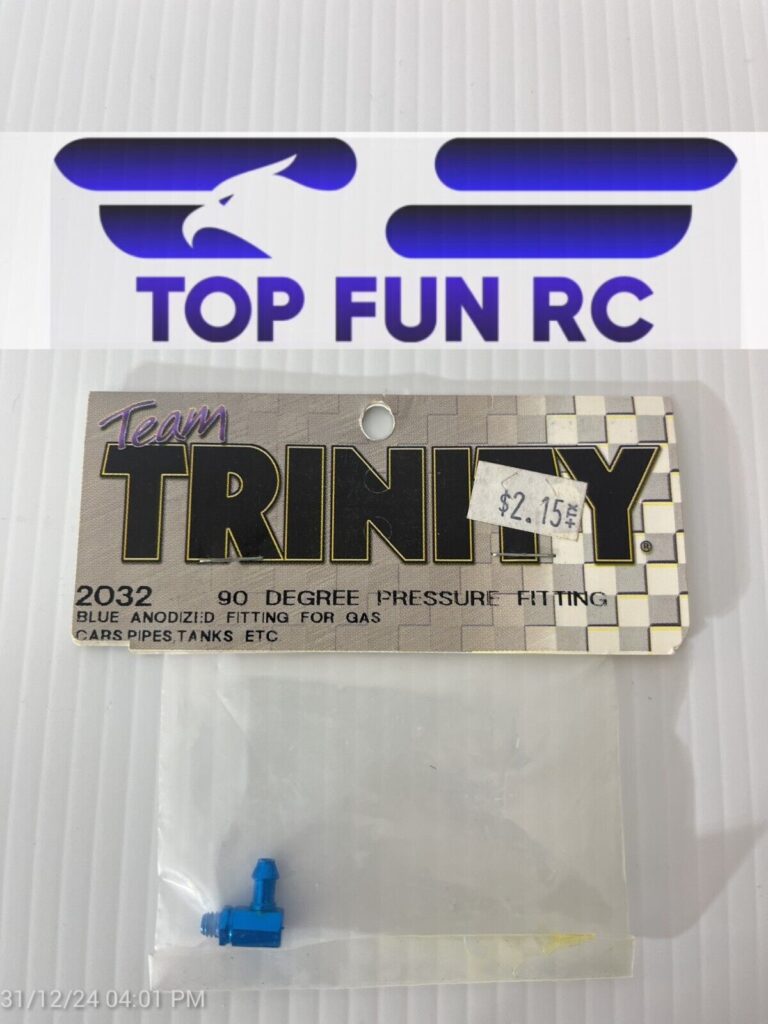 TOP FUN RC
Team
TRINITY®
$2.15+TX
2032 90 DEGREE PRESSURE FITTING
BLUE ANODIZED FITTING FOR GAS
CARS,PIPES,TANKS ETC
31/12/24 04:01 PM